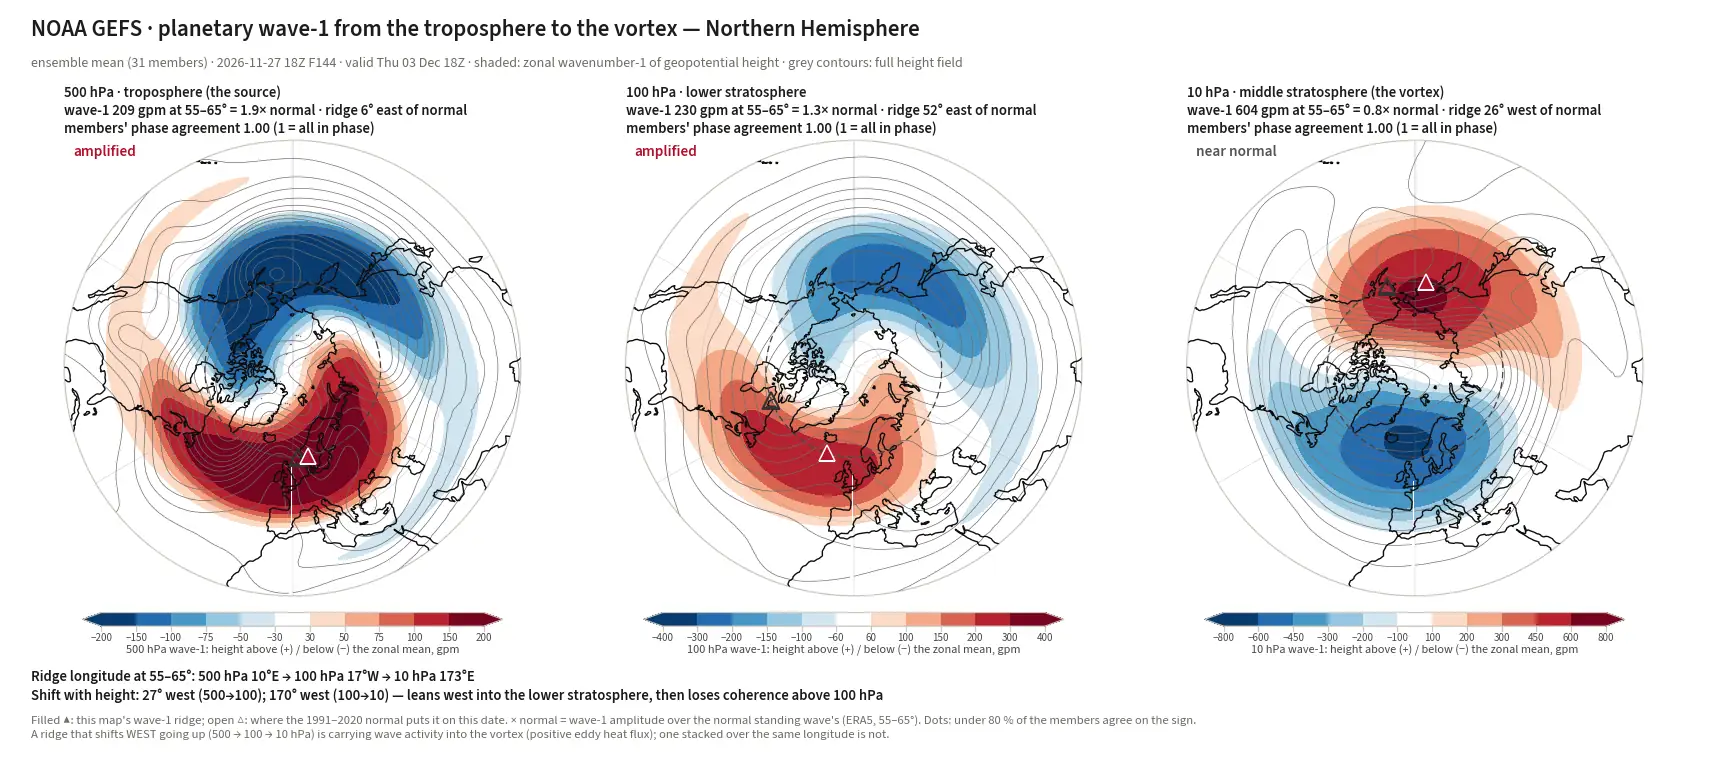 NOAA GEFS · planetary wave-1 from the troposphere to the vortex — Northern Hemisphere
ensemble mean (31 members) · 2026-11-27 18Z F144 · valid Thu 03 Dec 18Z · shaded: zonal wavenumber-1 of geopotential height · grey contours: full height field
500 hPa · troposphere (the source)
wave-1 209 gpm at 55–65° = 1.9× normal · ridge 6° east of normal
members' phase agreement 1.00 (1 = all in phase)
amplified
100 hPa · lower stratosphere
wave-1 230 gpm at 55–65° = 1.3× normal · ridge 52° east of normal
members' phase agreement 1.00 (1 = all in phase)
amplified
10 hPa · middle stratosphere (the vortex)
wave-1 604 gpm at 55–65° = 0.8× normal · ridge 26° west of normal
members' phase agreement 1.00 (1 = all in phase)
near normal
−200 −150 −100 −75 −50 −30 30 50 75 100 150 200
500 hPa wave-1: height above (+) / below (−) the zonal mean, gpm
−400 −300 −200 −150 −100 −60 60 100 150 200 300 400
100 hPa wave-1: height above (+) / below (−) the zonal mean, gpm
−800 −600 −450 −300 −200 −100 100 200 300 450 600 800
10 hPa wave-1: height above (+) / below (−) the zonal mean, gpm
Ridge longitude at 55–65°: 500 hPa 10°E → 100 hPa 17°W → 10 hPa 173°E
Shift with height: 27° west (500→100); 170° west (100→10) — leans west into the lower stratosphere, then loses coherence above 100 hPa
Filled ▲: this map's wave-1 ridge; open △: where the 1991–2020 normal puts it on this date. × normal = wave-1 amplitude over the normal standing wave's (ERA5, 55–65°). Dots: under 80 % of the members agree on the sign.
A ridge that shifts WEST going up (500 → 100 → 10 hPa) is carrying wave activity into the vortex (positive eddy heat flux); one stacked over the same longitude is not.